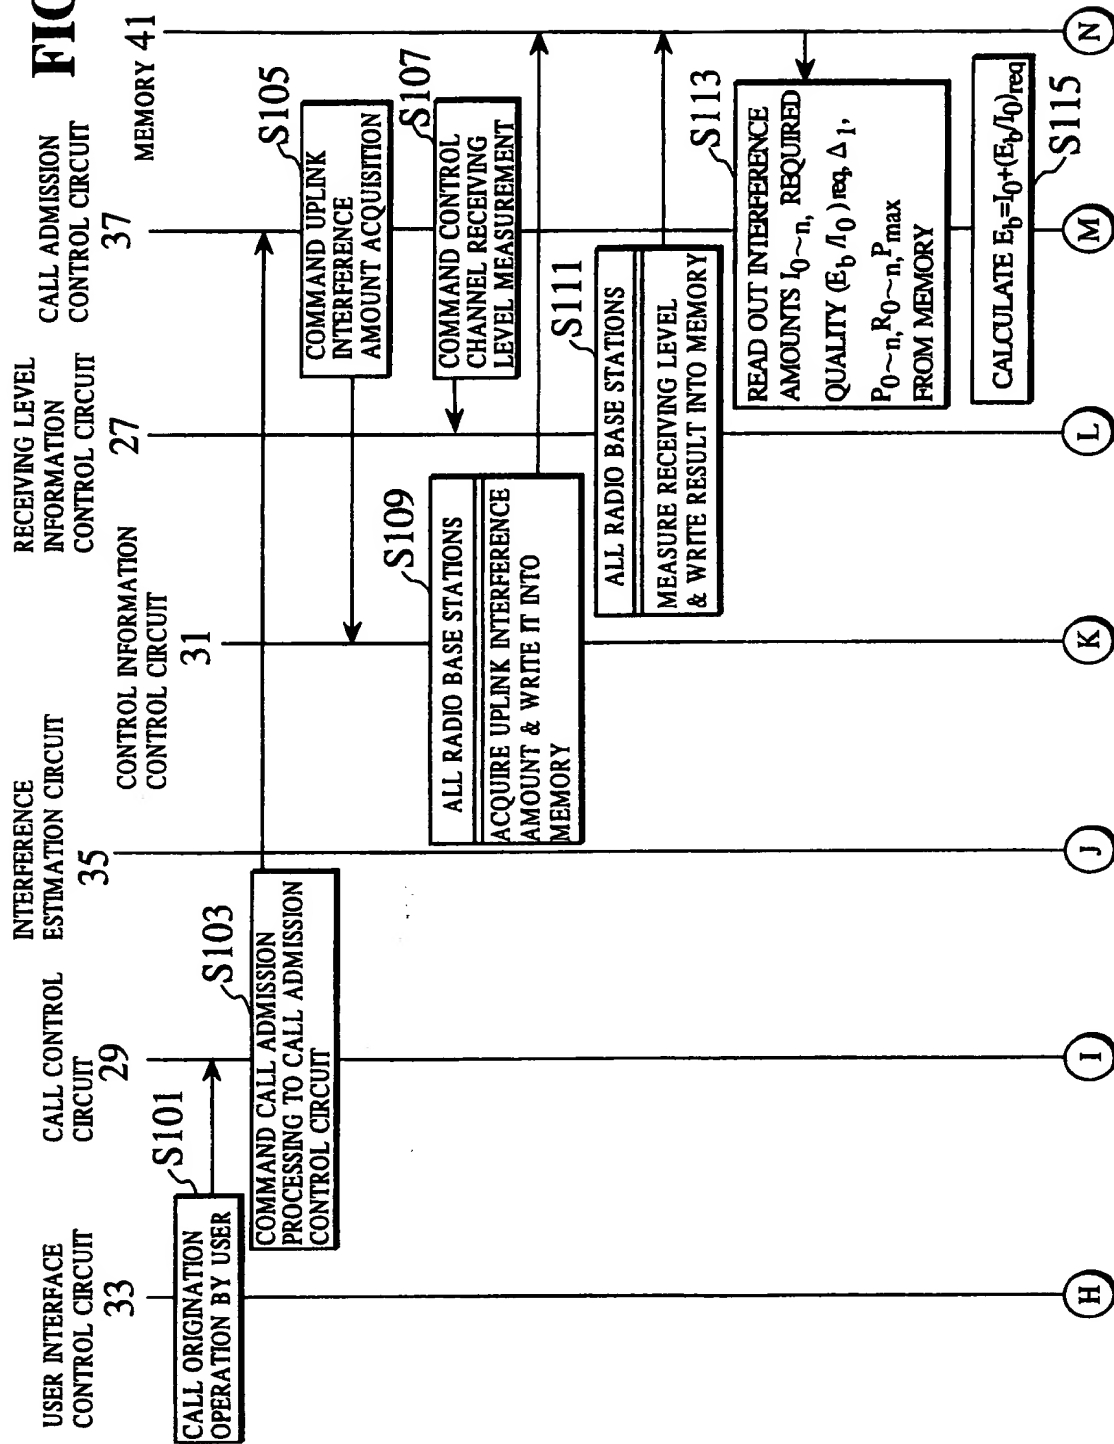 FIG
USER INTERFACE
CONTROL CIRCUIT
33
CALL CONTROL
CIRCUIT
29
INTERFERENCE
ESTIMATION CIRCUIT
35
CONTROL INFORMATION
CONTROL CIRCUIT
31
RECEIVING LEVEL
INFORMATION
CONTROL CIRCUIT
27
CALL ADMISSION
CONTROL CIRCUIT
37
MEMORY 41
S101
CALL ORIGINATION
OPERATION BY USER
S103
COMMAND CALL ADMISSION
PROCESSING TO CALL ADMISSION
CONTROL CIRCUIT
S105
COMMAND UPLINK
INTERFERENCE
AMOUNT ACQUISITION
S107
COMMAND CONTROL
CHANNEL RECEIVING
LEVEL MEASUREMENT
S109
ALL RADIO BASE STATIONS
ACQUIRE UPLINK INTERFERENCE
AMOUNT & WRITE IT INTO
MEMORY
S111
ALL RADIO BASE STATIONS
MEASURE RECEIVING LEVEL
& WRITE RESULT INTO MEMORY
S113
READ OUT INTERFERENCE
AMOUNTS I0~n, REQUIRED
QUALITY (Eb/I0)req, Δ1,
P0~n, R0~n, Pmax
FROM MEMORY
CALCULATE Eb=I0+(Eb/I0)req
S115
H
I
J
K
L
M
N